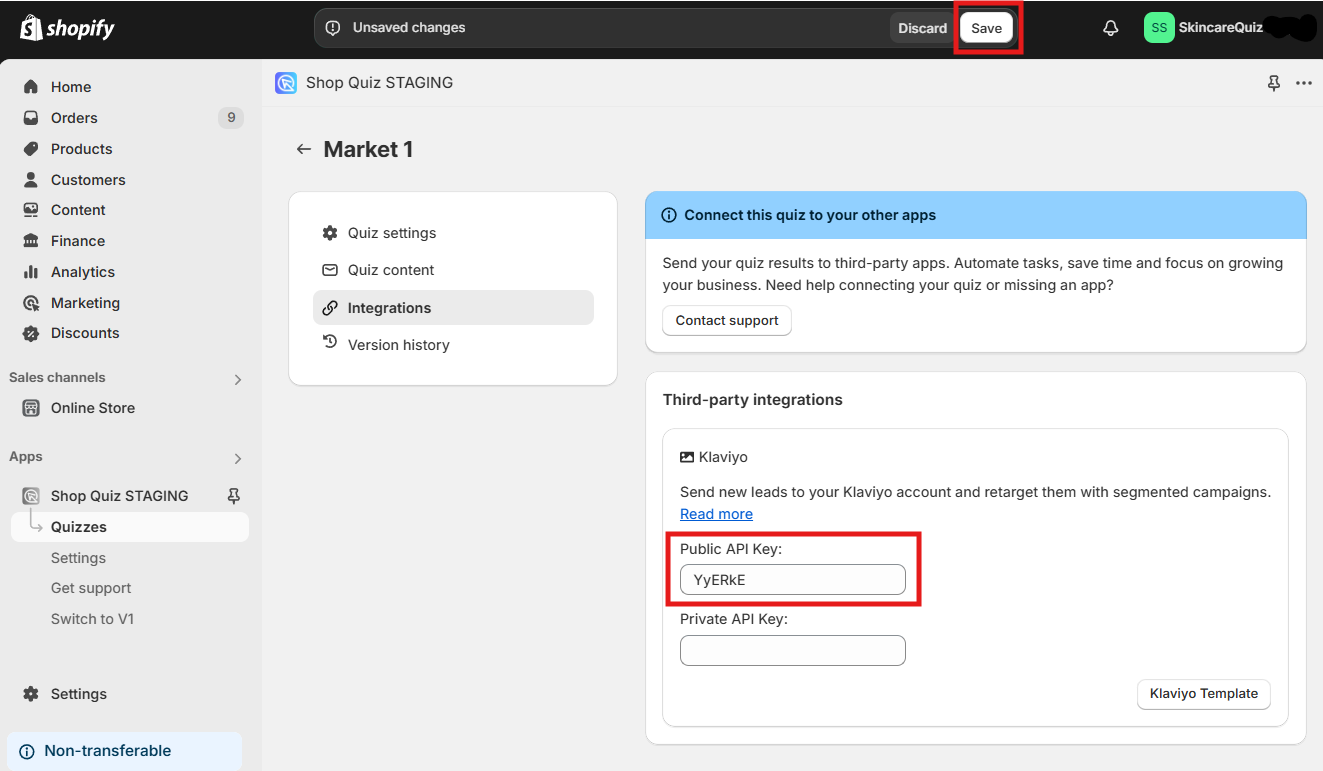 shopify
Unsaved changes
Discard
Save
SS
SkincareQuiz
Home
Orders
9
Products
Customers
Content
Finance
Analytics
Marketing
Discounts
Sales channels
Online Store
Apps
Shop Quiz STAGING
Quizzes
Settings
Get support
Switch to V1
Settings
Non-transferable
Shop Quiz STAGING
Market 1
Quiz settings
Quiz content
Integrations
Version history
Connect this quiz to your other apps
Send your quiz results to third-party apps. Automate tasks, save time and focus on growing
your business. Need help connecting your quiz or missing an app?
Contact support
Third-party integrations
Klaviyo
Send new leads to your Klaviyo account and retarget them with segmented campaigns.
Read more
Public API Key:
YyERkE
Private API Key:
Klaviyo Template